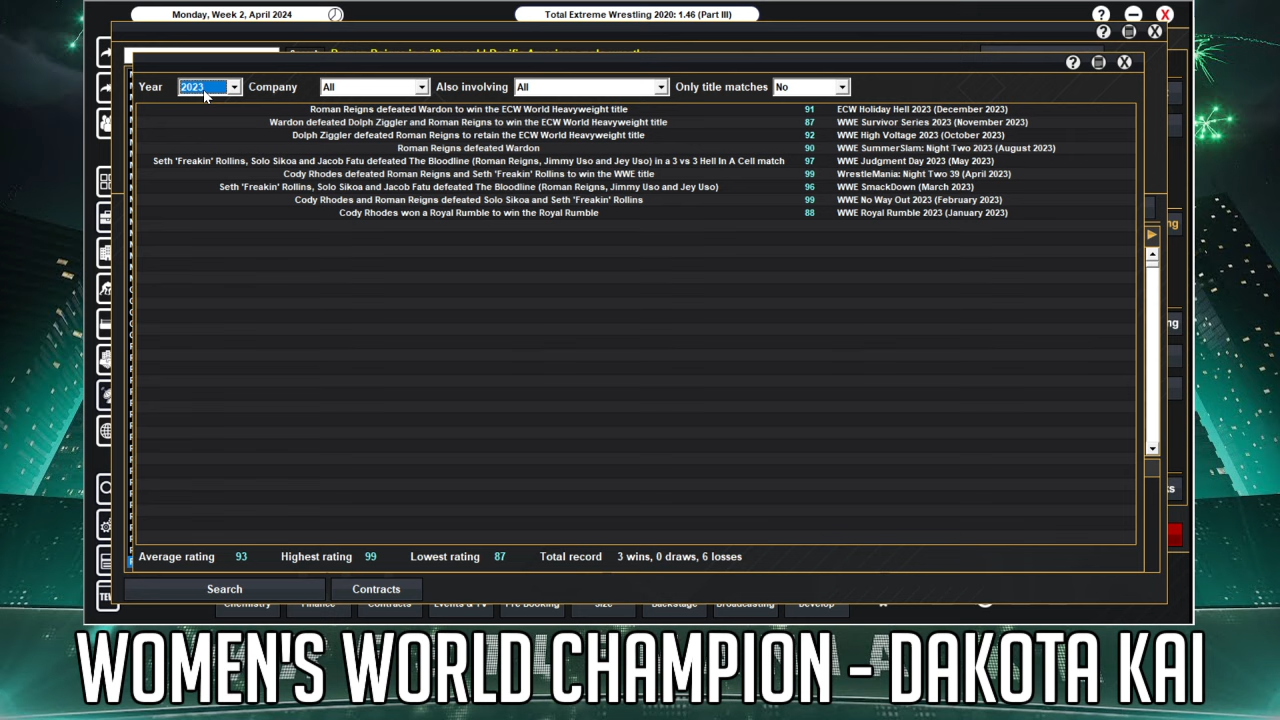 Monday, Week 2, April 2024
Total Extreme Wrestling 2020: 1.46 (Part III)
Year 2023 Company All Also involving All Only title matches No
Roman Reigns defeated Wardon to win the ECW World Heavyweight title 91 ECW Holiday Hell 2023 (December 2023)
Wardon defeated Dolph Ziggler and Roman Reigns to win the ECW World Heavyweight title 87 WWE Survivor Series 2023 (November 2023)
Dolph Ziggler defeated Roman Reigns to retain the ECW World Heavyweight title 92 WWE High Voltage 2023 (October 2023)
Roman Reigns defeated Wardon 90 WWE SummerSlam: Night Two 2023 (August 2023)
Seth 'Freakin' Rollins, Solo Sikoa and Jacob Fatu defeated The Bloodline (Roman Reigns, Jimmy Uso and Jey Uso) in a 3 vs 3 Hell In A Cell match 97 WWE Judgment Day 2023 (May 2023)
Cody Rhodes defeated Roman Reigns and Seth 'Freakin' Rollins to win the WWE title 99 WrestleMania: Night Two 39 (April 2023)
Seth 'Freakin' Rollins, Solo Sikoa and Jacob Fatu defeated The Bloodline (Roman Reigns, Jimmy Uso and Jey Uso) 96 WWE SmackDown (March 2023)
Cody Rhodes and Roman Reigns defeated Solo Sikoa and Seth 'Freakin' Rollins 99 WWE No Way Out 2023 (February 2023)
Cody Rhodes won a Royal Rumble to win the Royal Rumble 88 WWE Royal Rumble 2023 (January 2023)
Average rating 93 Highest rating 99 Lowest rating 87 Total record 3 wins, 0 draws, 6 losses
Search Contracts
WOMEN'S WORLD CHAMPION - DAKOTA KAI